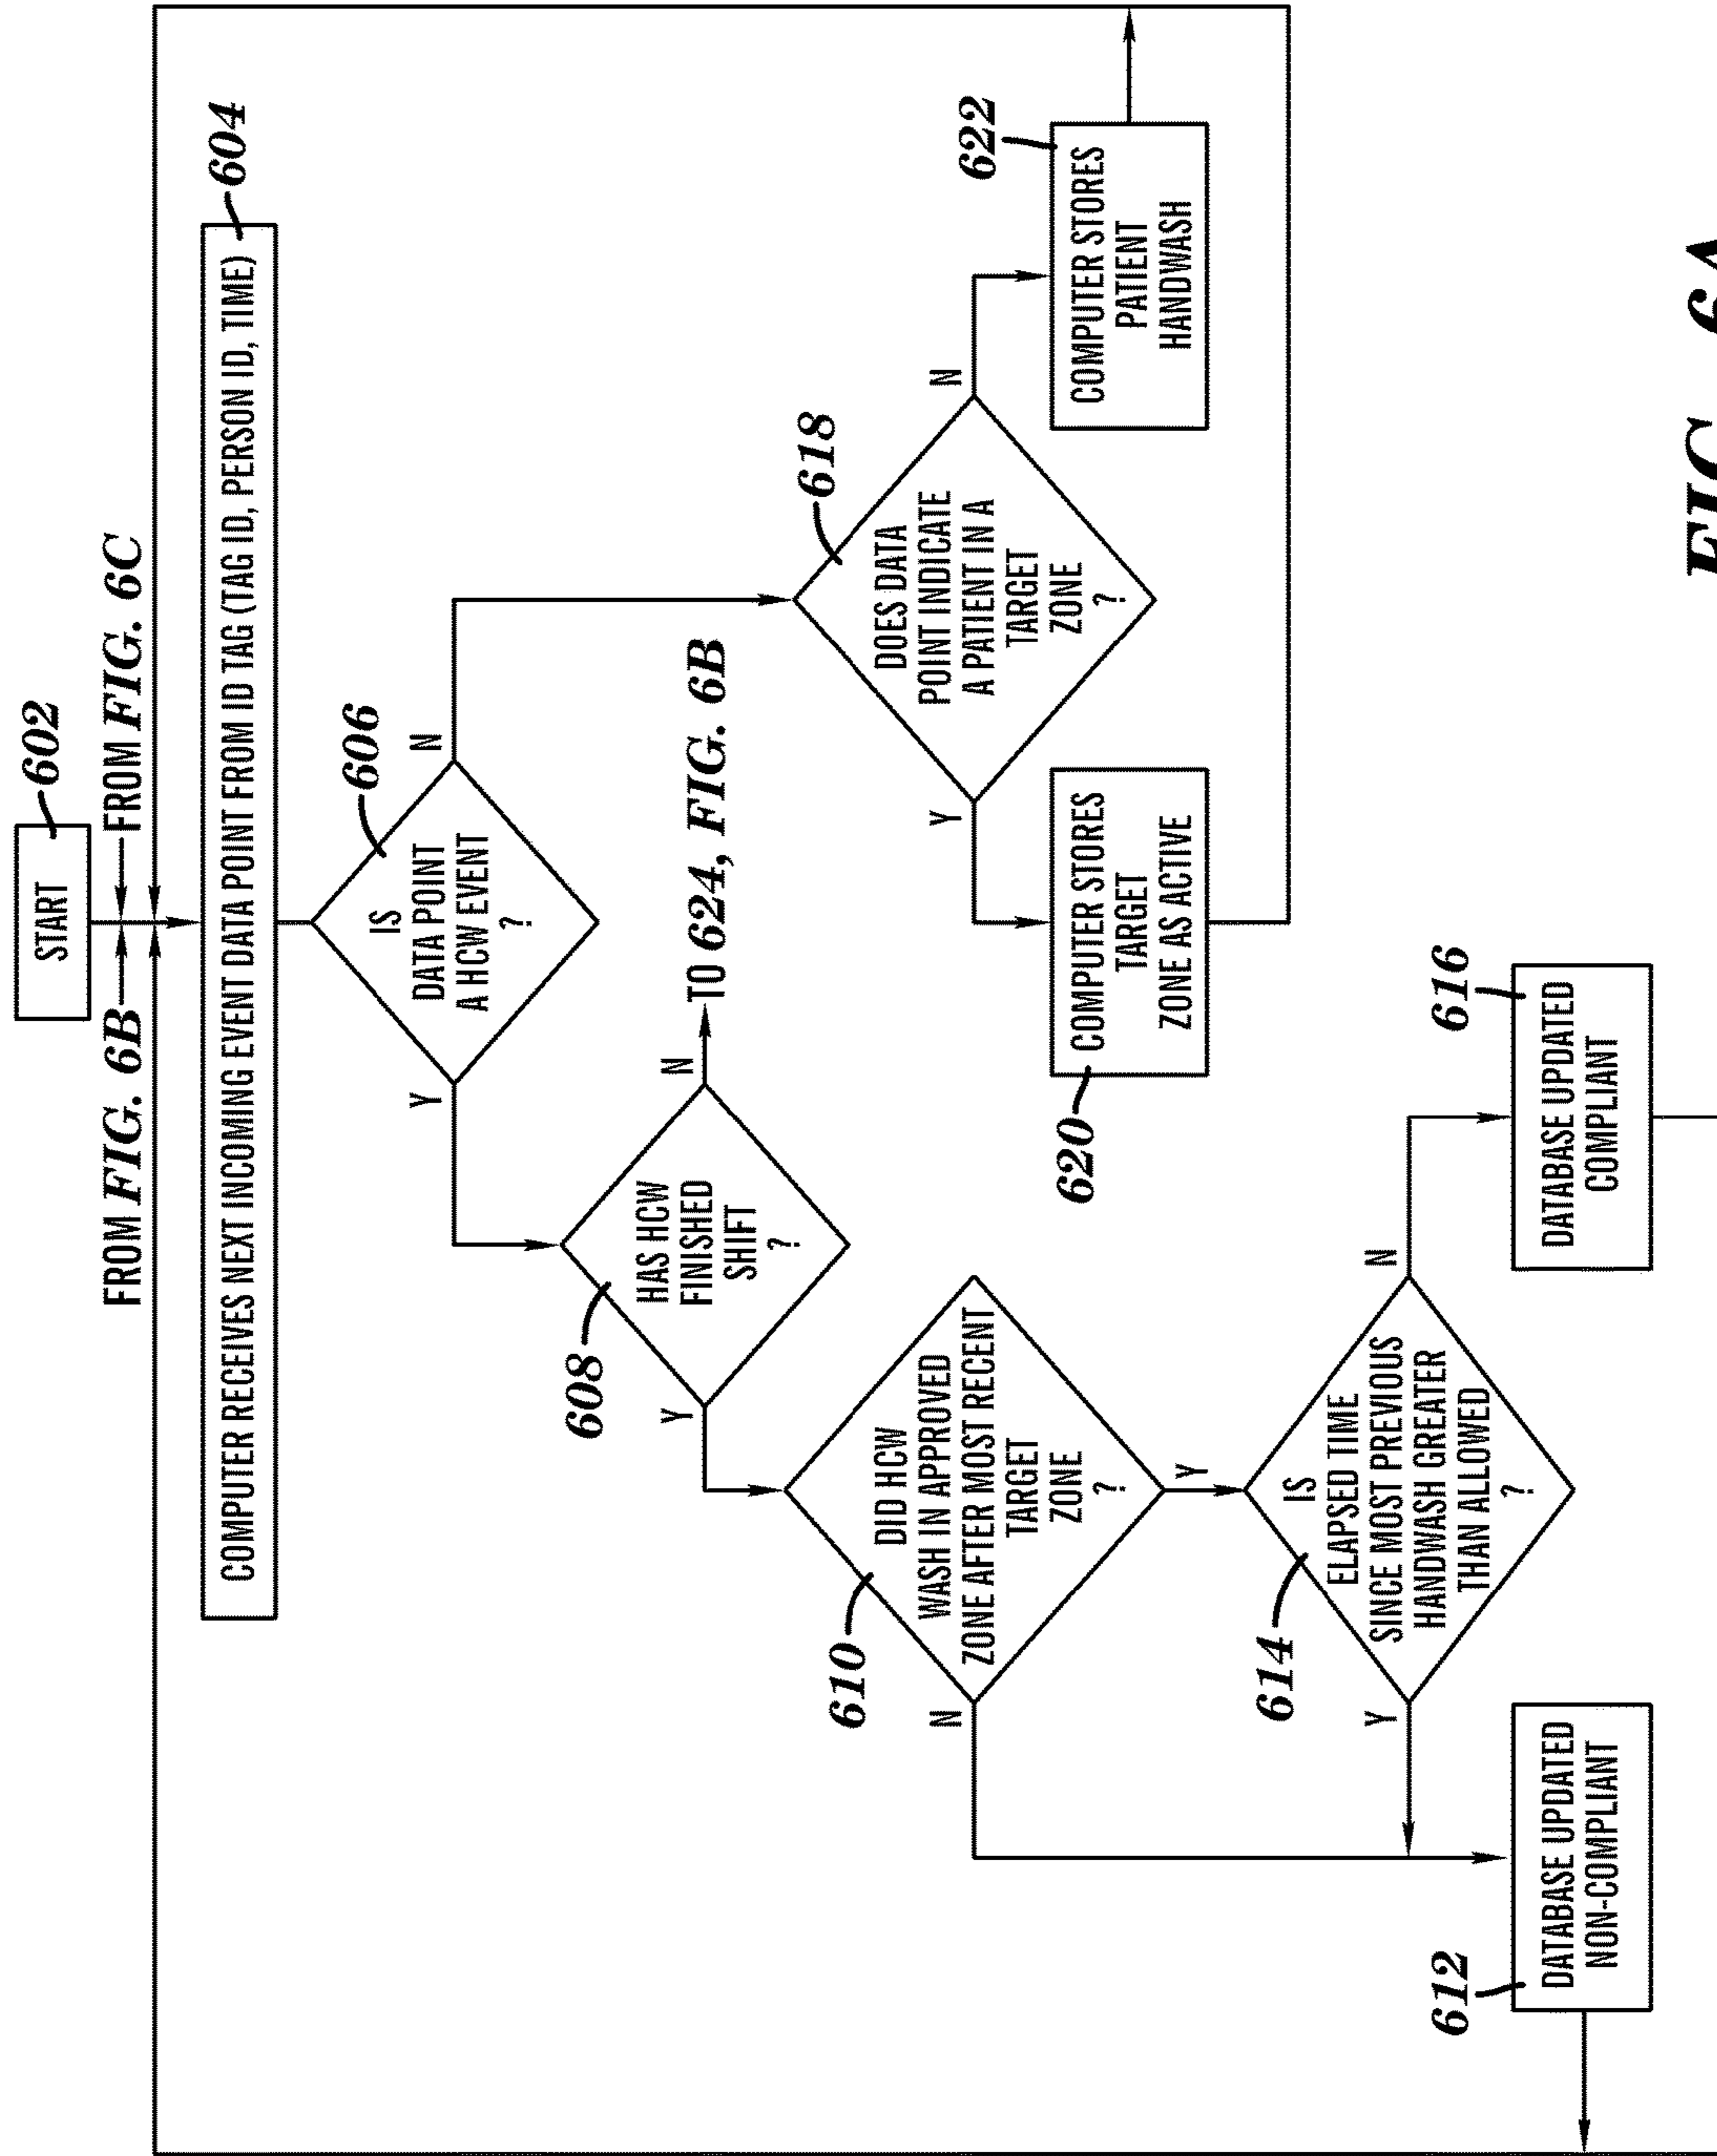 START
602
FROM FIG. 6B
FROM FIG. 6C
604
COMPUTER RECEIVES NEXT INCOMING EVENT DATA POINT FROM ID TAG (TAG ID, PERSON ID, TIME)
606
IS
DATA POINT
A HCW EVENT
?
Y
N
608
HAS HCW
FINISHED
SHIFT
?
Y
N
TO 624, FIG. 6B
610
DID HCW
WASH IN APPROVED
ZONE AFTER MOST RECENT
TARGET
ZONE
?
N
Y
614
IS
ELAPSED TIME
SINCE MOST PREVIOUS
HANDWASH GREATER
THAN ALLOWED
?
Y
N
612
DATABASE UPDATED
NON-COMPLIANT
616
DATABASE UPDATED
COMPLIANT
618
DOES DATA
POINT INDICATE
A PATIENT IN A
TARGET
ZONE
?
Y
N
620
COMPUTER STORES
TARGET
ZONE AS ACTIVE
622
COMPUTER STORES
PATIENT
HANDWASH
FIG. 6A